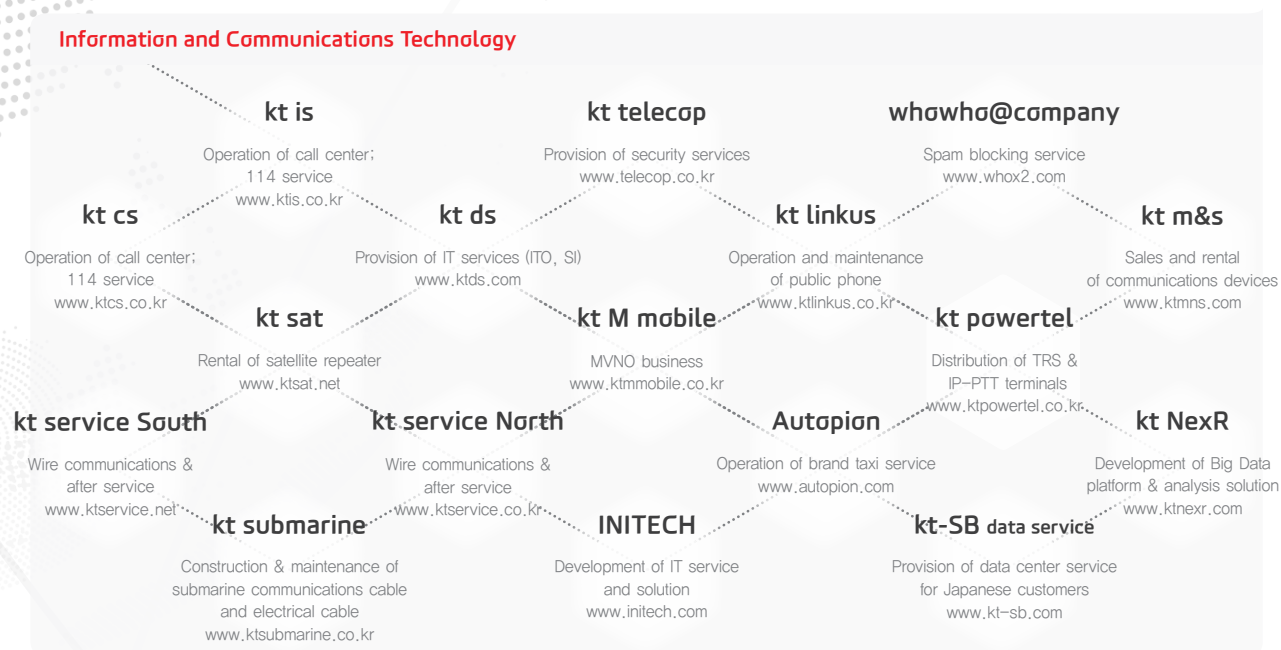 Information and Communications Technology
kt is
Operation of call center;
114 service
www.ktis.co.kr
kt telecop
Provision of security services
www.telecop.co.kr
whowho@company
Spam blocking service
www.whox2.com
kt cs
Operation of call center;
114 service
www.ktcs.co.kr
kt ds
Provision of IT services (ITO, SI)
www.ktds.com
kt linkus
Operation and maintenance
of public phone
www.ktlinkus.co.kr
kt m&s
Sales and rental
of communications devices
www.ktmns.com
kt sat
Rental of satellite repeater
www.ktsat.net
kt M mobile
MVNO business
www.ktmmobile.co.kr
kt powertel
Distribution of TRS &
IP-PTT terminals
www.ktpowertel.co.kr
kt service South
Wire communications &
after service
www.ktservice.net
kt service North
Wire communications &
after service
www.ktservice.co.kr
Autopion
Operation of brand taxi service
www.autopion.com
kt NexR
Development of Big Data
platform & analysis solution
www.ktnexr.com
kt submarine
Construction & maintenance of
submarine communications cable
and electrical cable
www.ktsubmarine.co.kr
INITECH
Development of IT service
and solution
www.initech.com
kt-SB data service
Provision of data center service
for Japanese customers
www.kt-sb.com